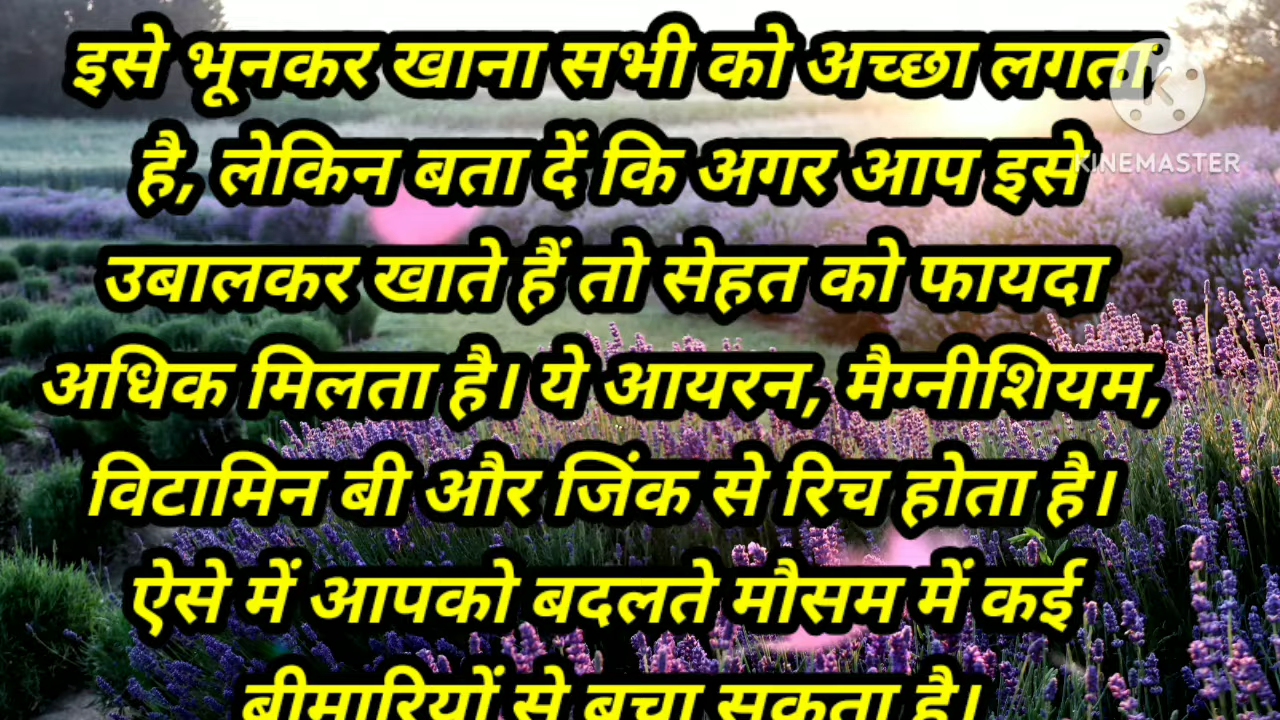 इसे भूनकर खाना सभी को अच्छा लगता
है, लेकिन बता दें कि अगर आप इसे
उबालकर खाते हैं तो सेहत को फायदा
अधिक मिलता है। ये आयरन, मैग्नीशियम,
विटामिन बी और जिंक से रिच होता है।
ऐसे में आपको बदलते मौसम में कई
बीमारियों से बचा सकता है।
K
KINEMASTER